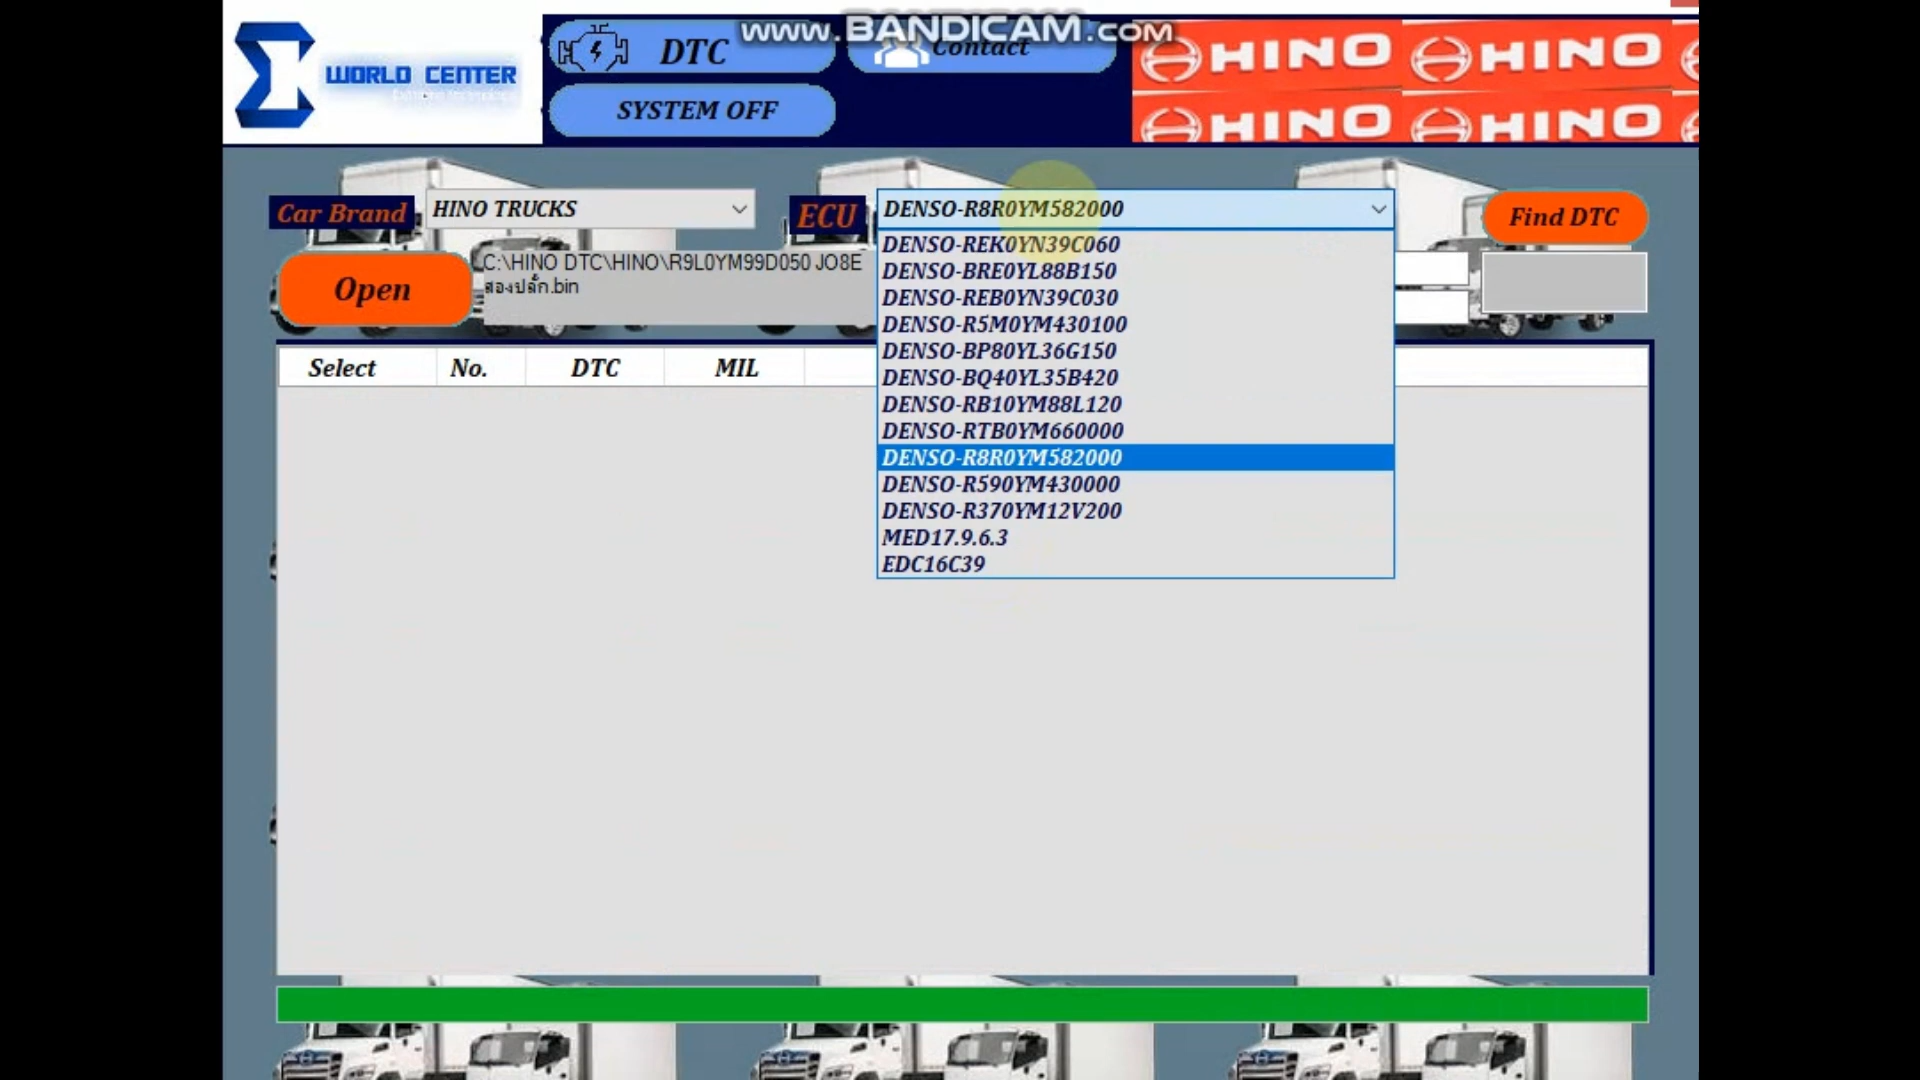 www.BANDICAM.com
WORLD CENTER
DTC
Contact
SYSTEM OFF
HINO HINO
HINO HINO
Car Brand
HINO TRUCKS
ECU
DENSO-R8R0YM582000
Find DTC
Open
C:\HINO DTC\HINO\R9L0YM99D050 JO8E
สองปลั๊ก.bin
DENSO-REK0YN39C060
DENSO-BRE0YL88B150
DENSO-REB0YN39C030
DENSO-R5M0YM430100
DENSO-BP80YL36G150
DENSO-BQ40YL35B420
DENSO-RB10YM88L120
DENSO-RTB0YM660000
DENSO-R8R0YM582000
DENSO-R590YM430000
DENSO-R370YM12V200
MED17.9.6.3
EDC16C39
Select No. DTC MIL